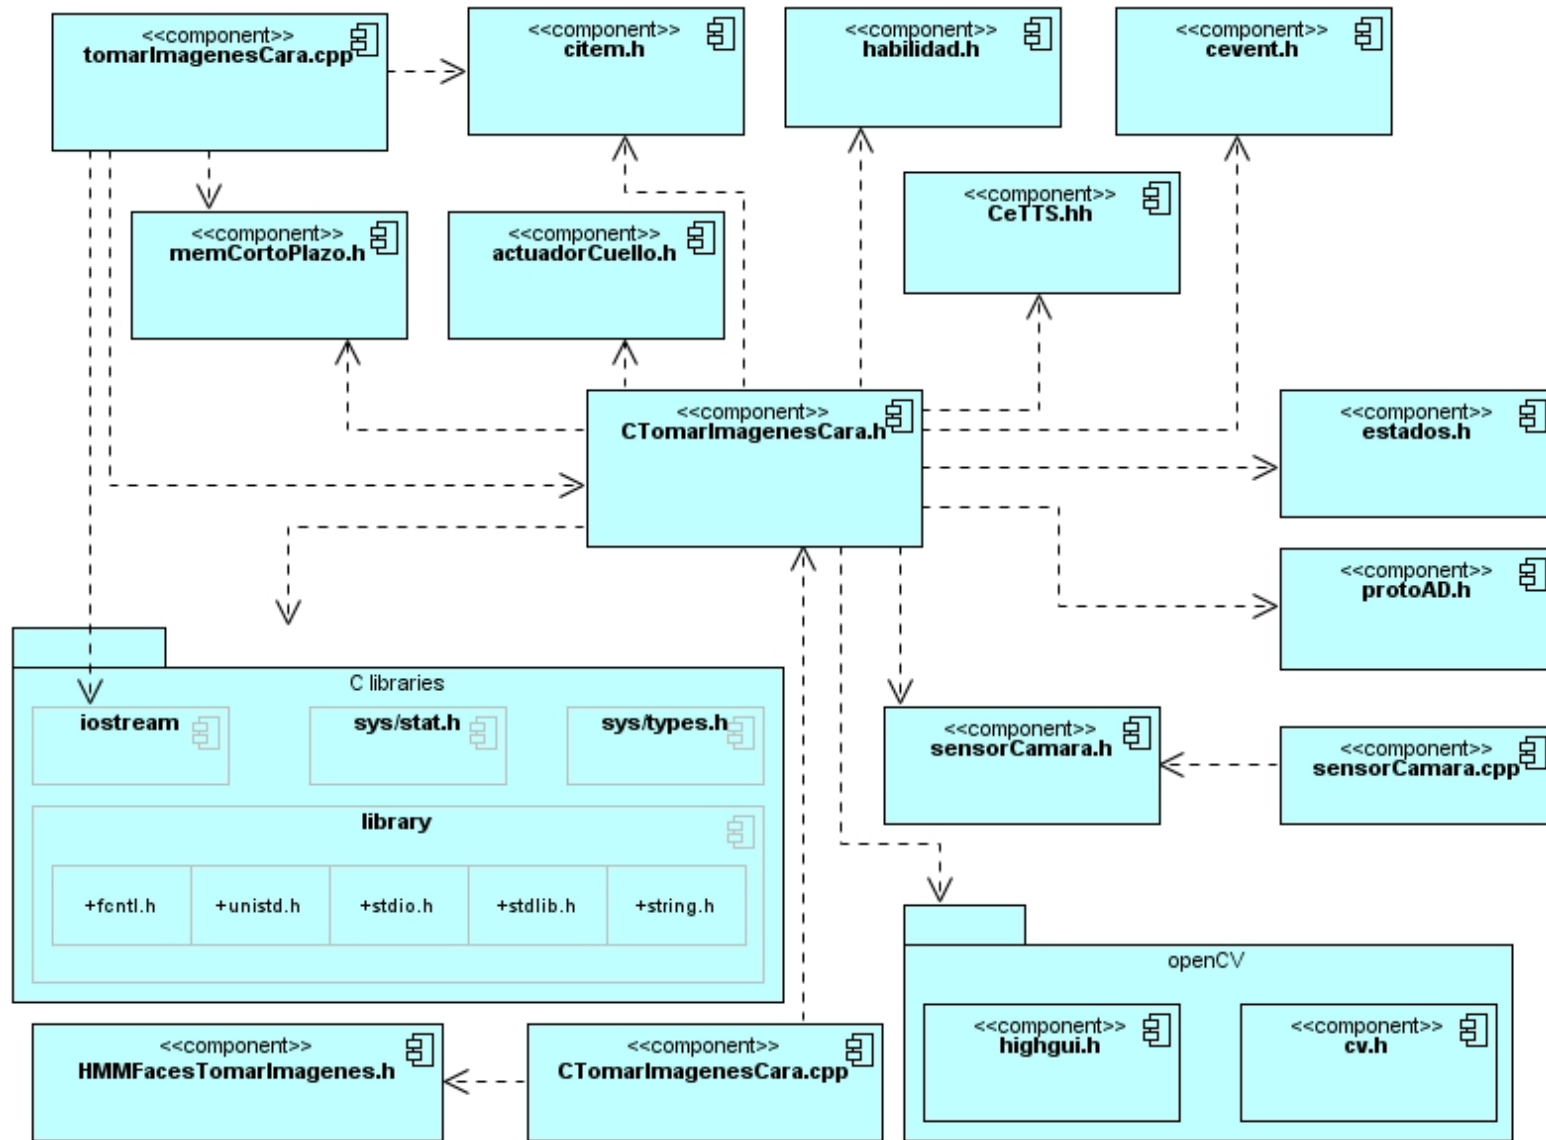 <<component>>
tomarImagenesCara.cpp
<<component>>
citem.h
<<component>>
habilidad.h
<<component>>
cevent.h
<<component>>
CeTTS.hh
<<component>>
memCortoPlazo.h
<<component>>
actuadorCuello.h
<<component>>
CTomarImagenesCara.h
<<component>>
estados.h
<<component>>
protoAD.h
C libraries
iostream
sys/stat.h
sys/types.h
<<component>>
sensorCamara.h
<<component>>
sensorCamara.cpp
library
+fcntl.h
+unistd.h
+stdio.h
+stdlib.h
+string.h
openCV
<<component>>
highgui.h
<<component>>
cv.h
<<component>>
HMMFacesTomarImagenes.h
<<component>>
CTomarImagenesCara.cpp